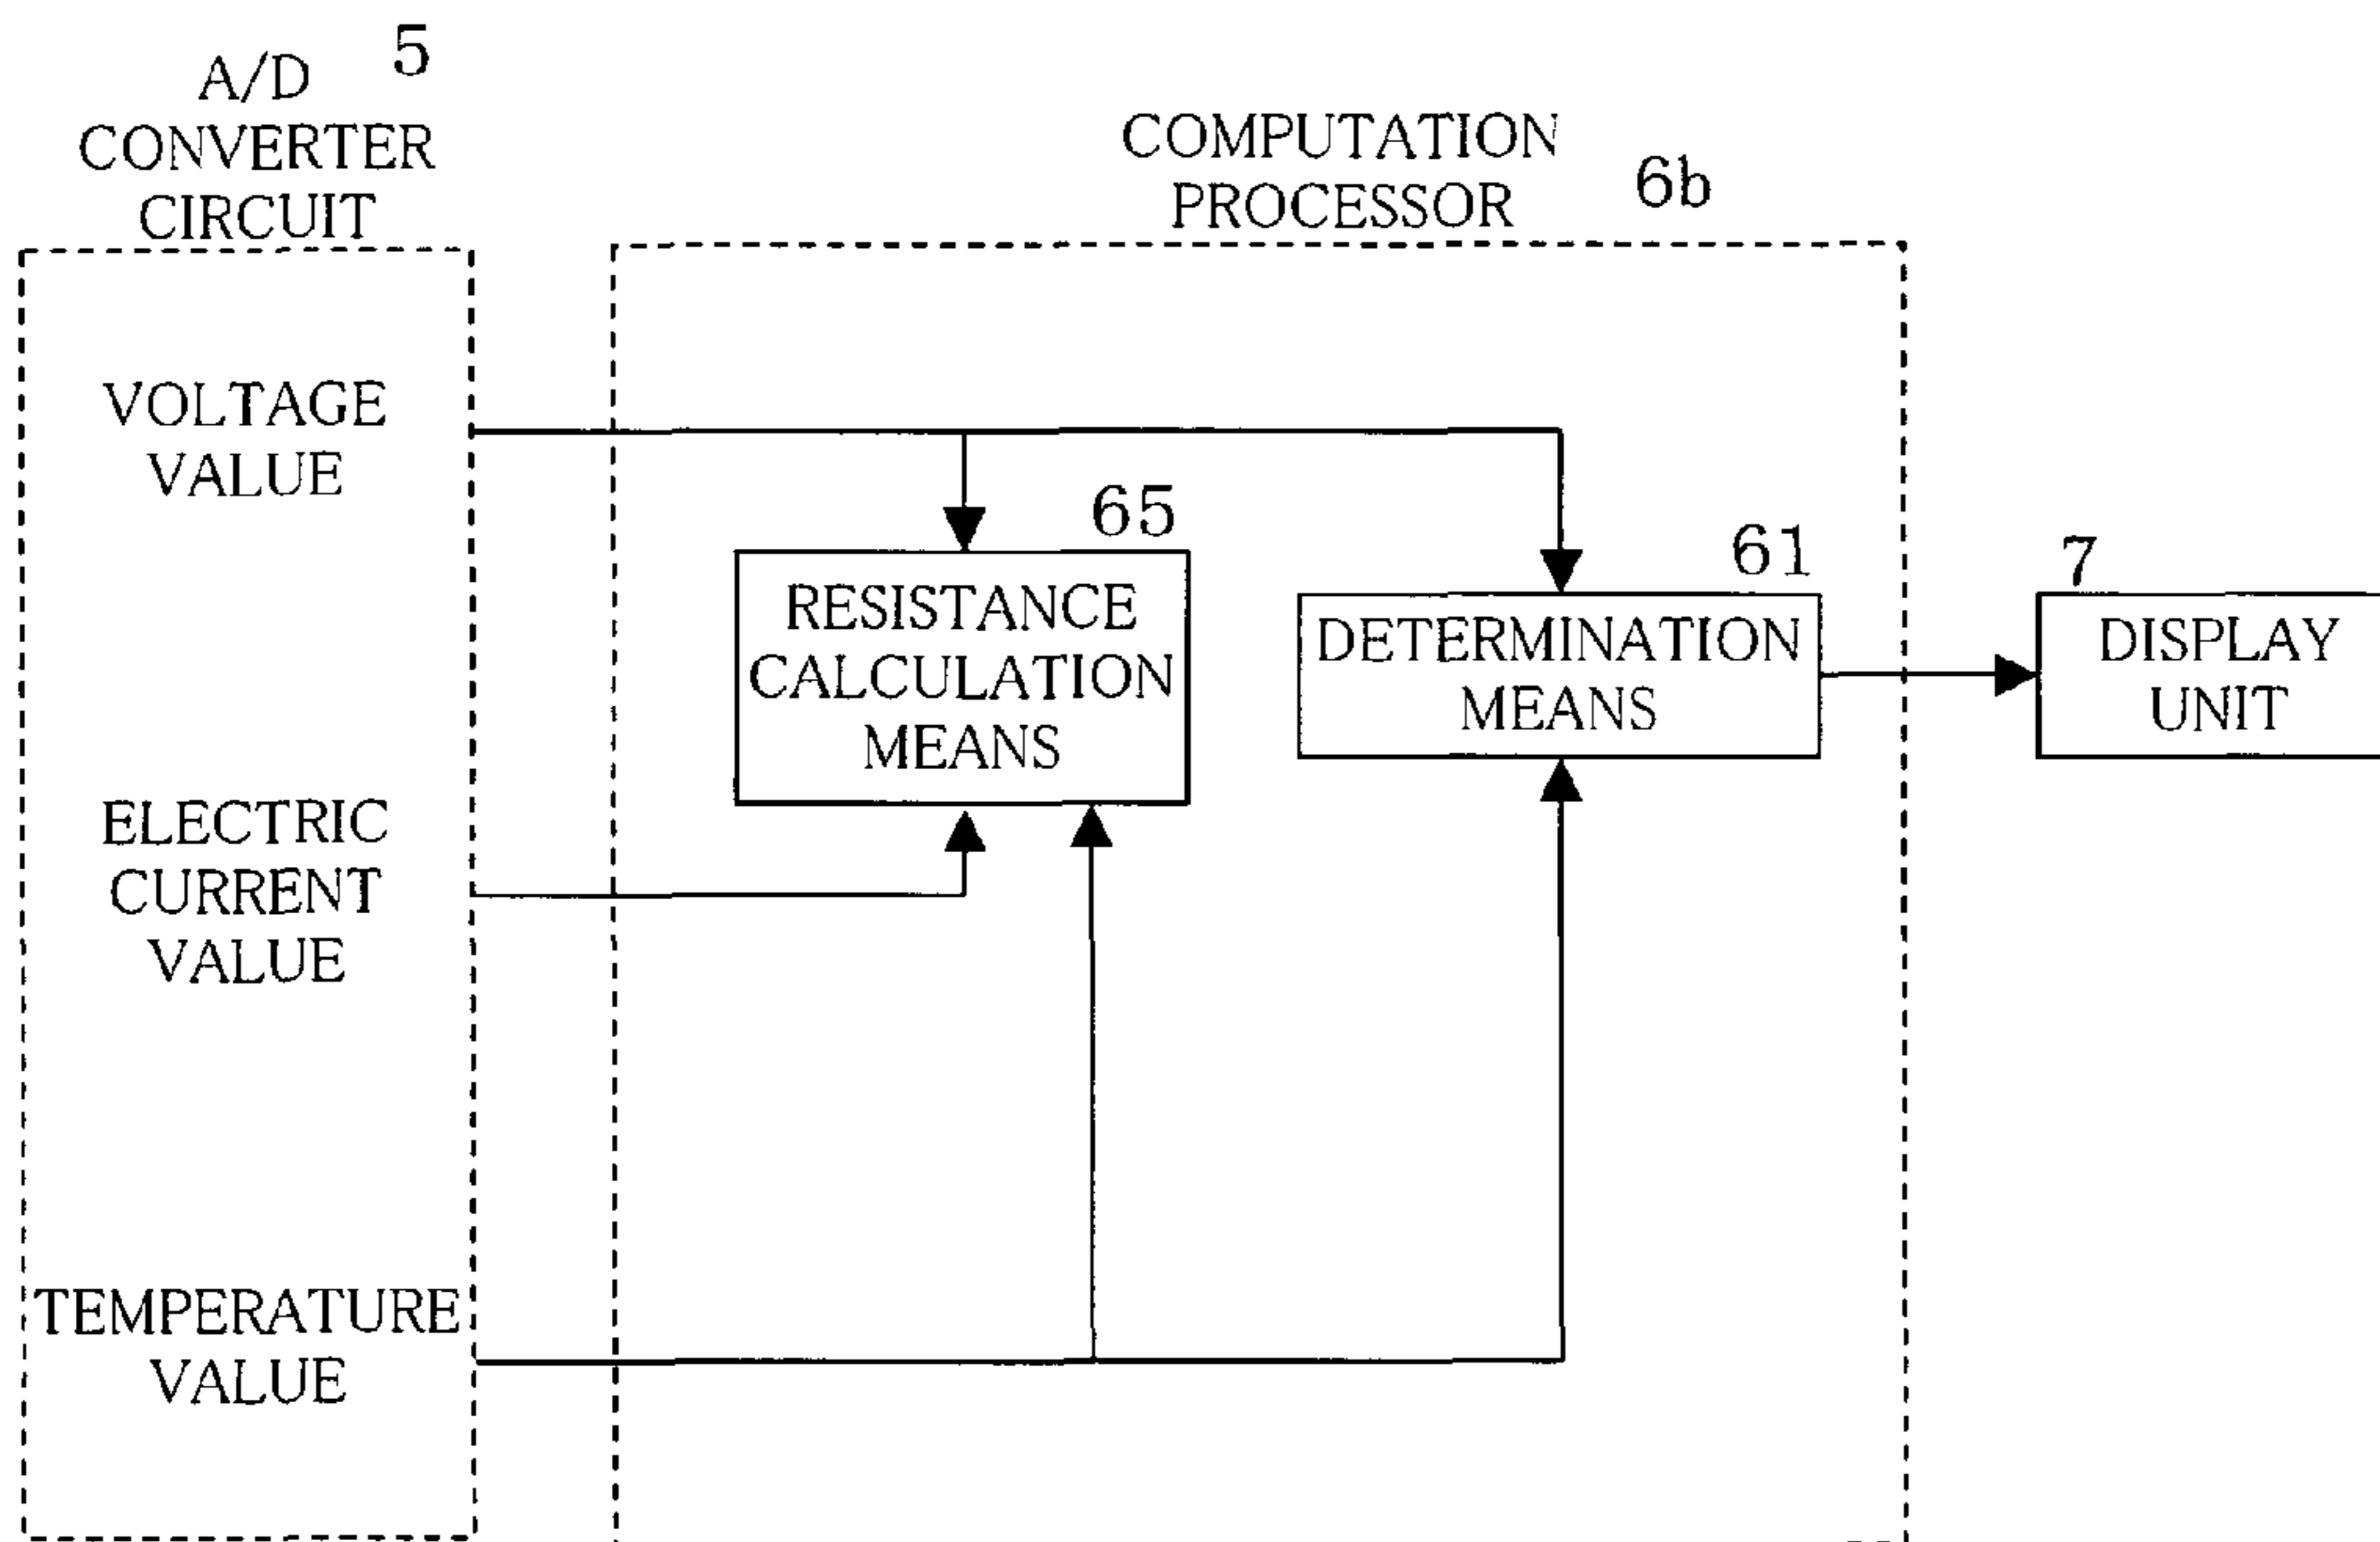 A/D
CONVERTER
CIRCUIT
5
COMPUTATION
PROCESSOR
6b
VOLTAGE
VALUE
ELECTRIC
CURRENT
VALUE
TEMPERATURE
VALUE
65
RESISTANCE
CALCULATION
MEANS
61
DETERMINATION
MEANS
7
DISPLAY
UNIT